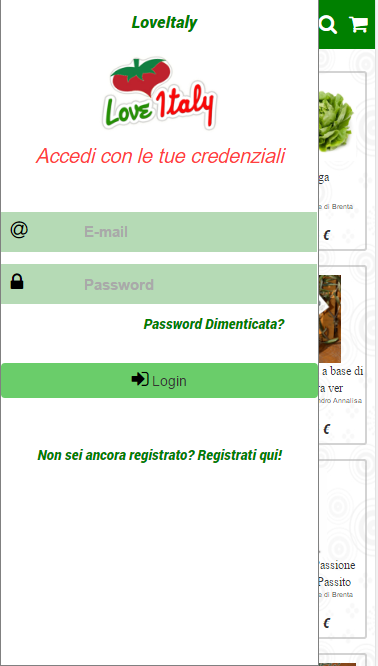 LoveItaly
Love Italy
Accedi con le tue credenziali
@ E-mail
Password
Password Dimenticata?
Login
Non sei ancora registrato? Registrati qui!
ga
e di Brenta
€
a base di
a ver
ndro Annalisa
€
Passione
Passito
e di Brenta
€